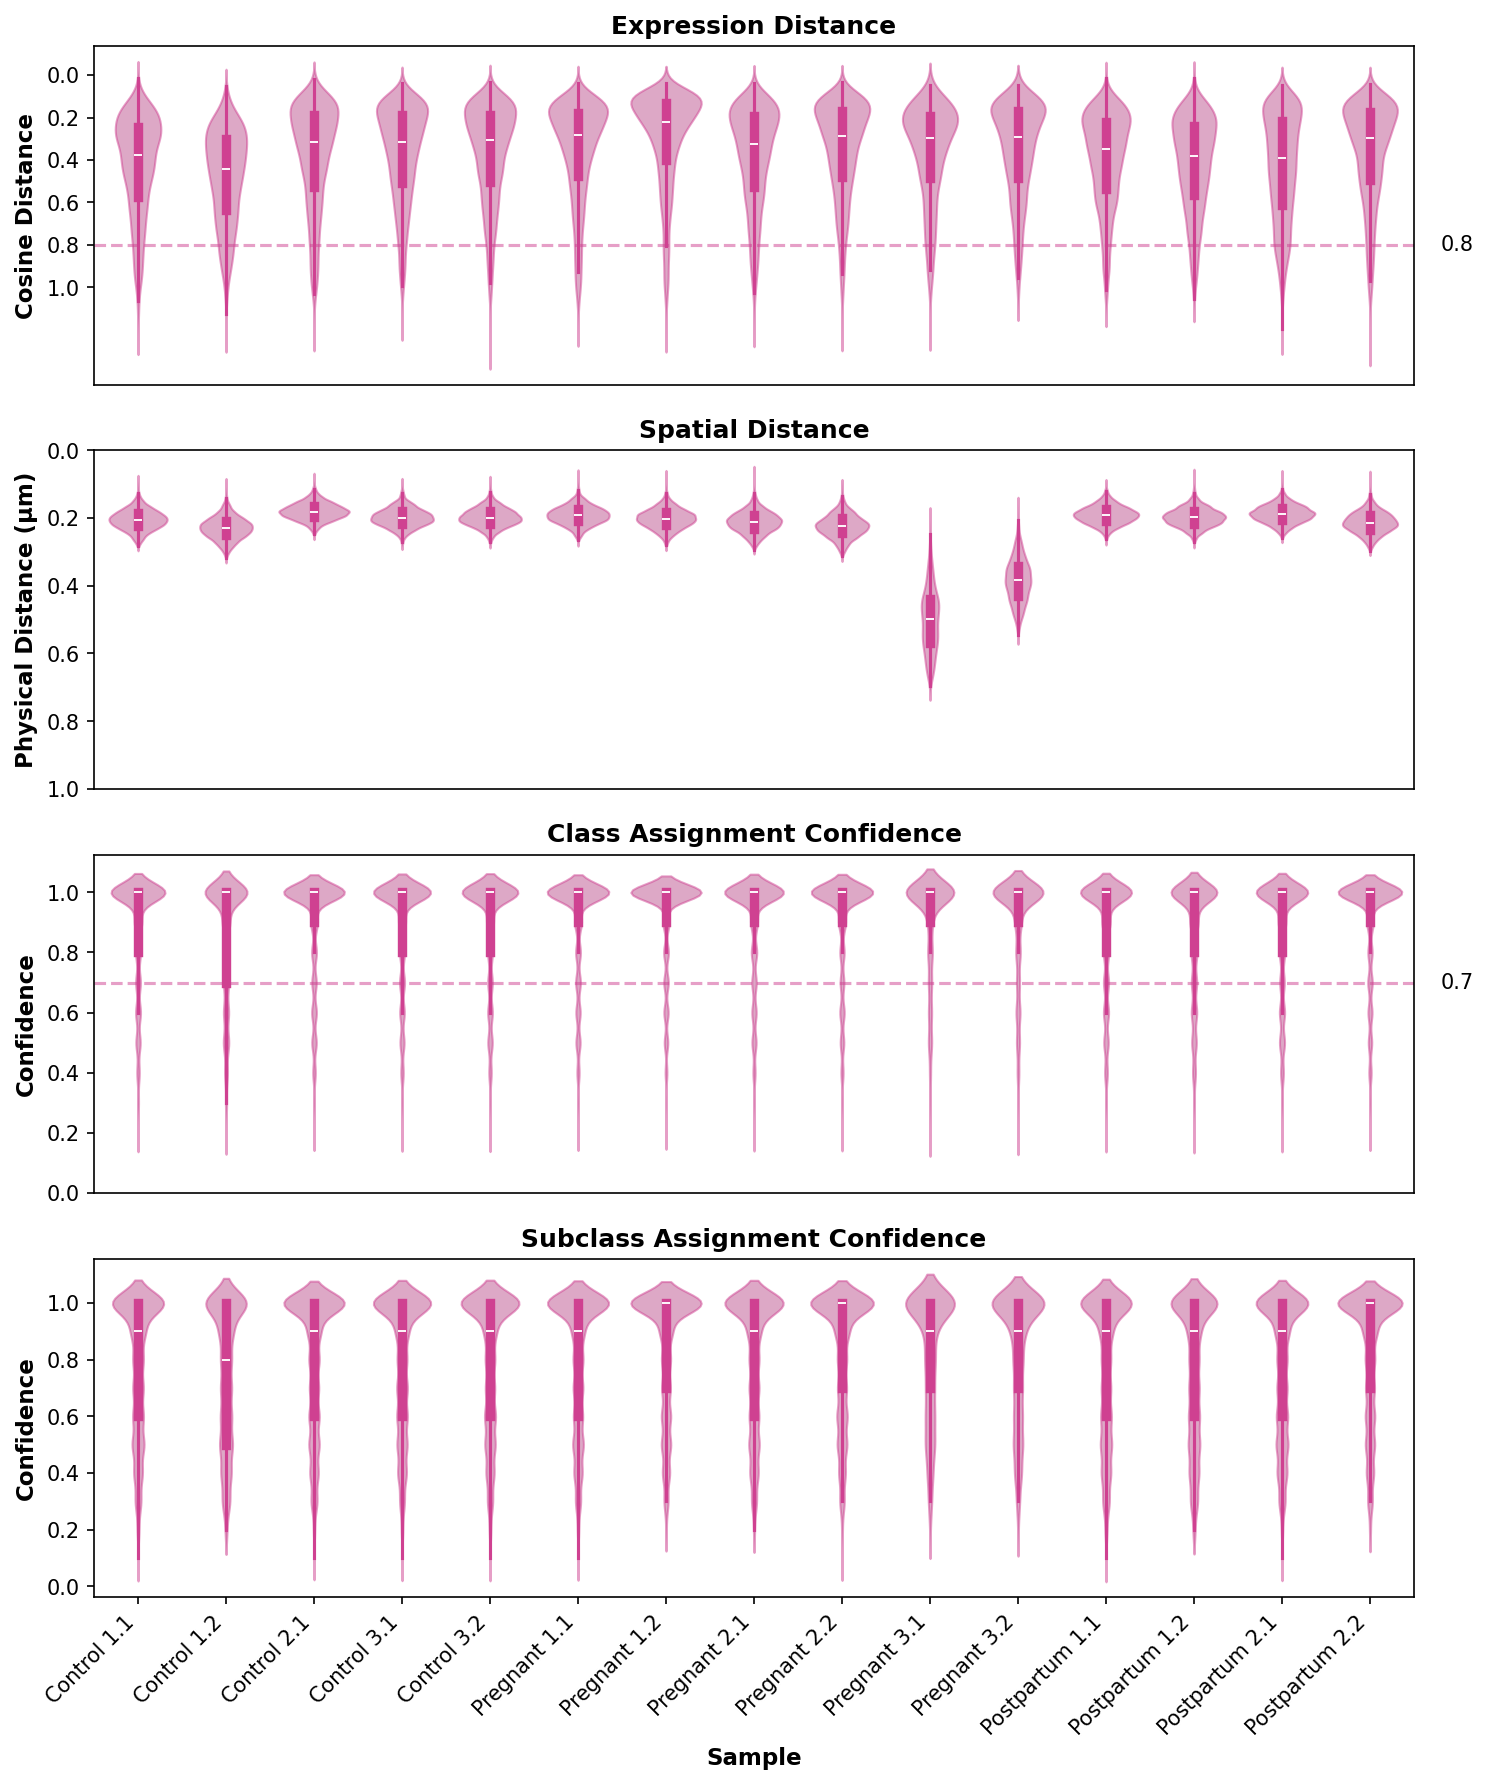 Expression Distance
Cosine Distance
0.0
0.2
0.4
0.6
0.8
1.0
0.8
Spatial Distance
Physical Distance (μm)
0.0
0.2
0.4
0.6
0.8
1.0
Class Assignment Confidence
Confidence
1.0
0.8
0.6
0.4
0.2
0.0
0.7
Subclass Assignment Confidence
Confidence
1.0
0.8
0.6
0.4
0.2
0.0
Control 1.1
Control 1.2
Control 2.1
Control 3.1
Control 3.2
Pregnant 1.1
Pregnant 1.2
Pregnant 2.1
Pregnant 2.2
Pregnant 3.1
Pregnant 3.2
Postpartum 1.1
Postpartum 1.2
Postpartum 2.1
Postpartum 2.2
Sample